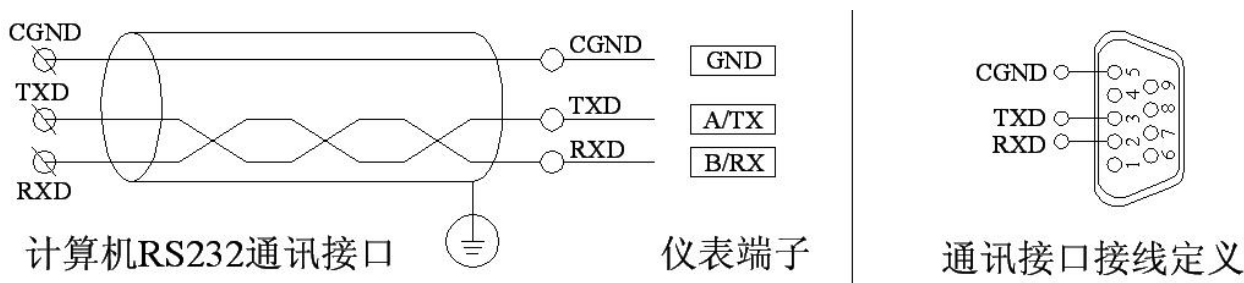 CGND
CGND
GND
TXD
TXD
A/TX
RXD
RXD
B/RX
计算机RS232通讯接口
仪表端子
CGND
TXD
RXD
5
9
4
8
3
7
2
6
1
通讯接口接线定义